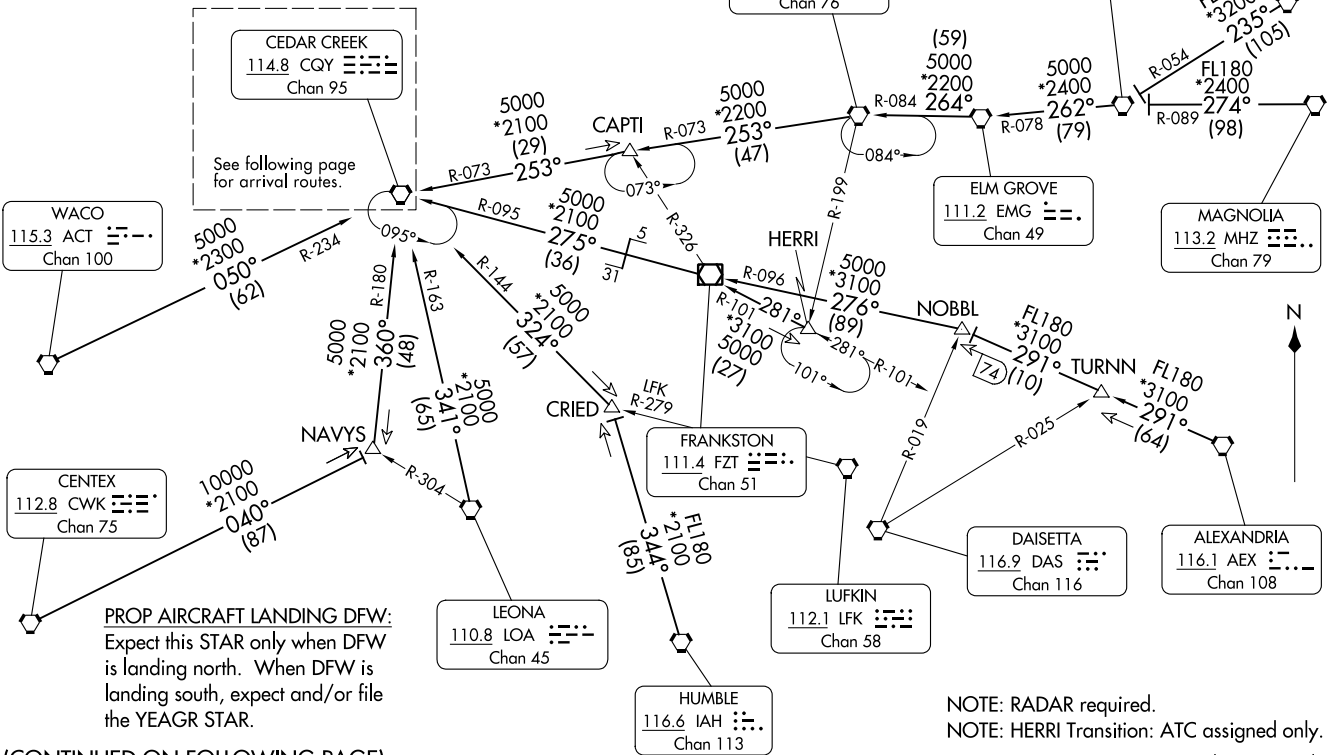 Chan 76
FL
*3200
235°
(105)
R-054
CEDAR CREEK
114.8 CQY
Chan 95
See following page
for arrival routes.
5000
*2100
(29)
253°
R-073
CAPTI
5000
*2200
253°
(47)
R-073
073°
(59)
5000
*2200
264°
R-084
084°
5000
*2400
262°
(79)
R-078
FL180
*2400
274°
(98)
R-089
ELM GROVE
111.2 EMG
Chan 49
MAGNOLIA
113.2 MHZ
Chan 79
WACO
115.3 ACT
Chan 100
5000
*2300
050°
(62)
R-234
095°
R-095
5000
*2100
275°
(36)
5
31
R-326
R-199
HERRI
R-096
5000
*3100
276°
(89)
NOBBL
R-101
281°
*3100
5000
(27)
101°
281°
R-101
74
FL180
*3100
291°
(10)
TURNN
FL180
*3100
291°
(64)
N
R-180
5000
*2100
360°
(48)
R-163
5000
*2100
341°
(65)
R-144
5000
*2100
324°
(57)
CRIED
LFK
R-279
R-019
R-025
NAVYS
R-304
FRANKSTON
111.4 FZT
Chan 51
CENTEX
112.8 CWK
Chan 75
10000
*2100
040°
(87)
FL180
*2100
344°
(85)
DAISETTA
116.9 DAS
Chan 116
ALEXANDRIA
116.1 AEX
Chan 108
LEONA
110.8 LOA
Chan 45
LUFKIN
112.1 LFK
Chan 58
HUMBLE
116.6 IAH
Chan 113
PROP AIRCRAFT LANDING DFW:
Expect this STAR only when DFW
is landing north. When DFW is
landing south, expect and/or file
the YEAGR STAR.
NOTE: RADAR required.
NOTE: HERRI Transition: ATC assigned only.
(CONTINUED ON FOLLOWING PAGE)